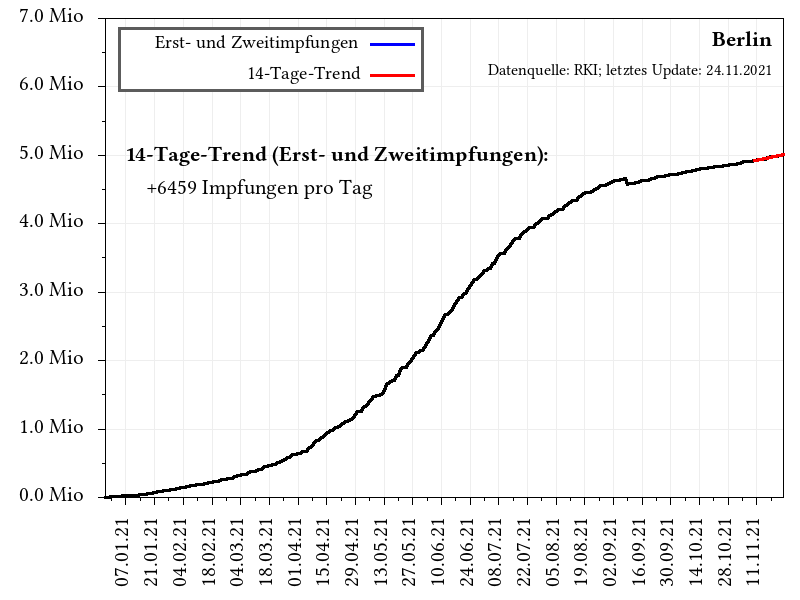 7.0 Mio
6.0 Mio
5.0 Mio
4.0 Mio
3.0 Mio
2.0 Mio
1.0 Mio
0.0 Mio
Erst- und Zweitimpfungen
14-Tage-Trend
Berlin
Datenquelle: RKI; letztes Update: 24.11.2021
14-Tage-Trend (Erst- und Zweitimpfungen):
+6459 Impfungen pro Tag
07.01.21
21.01.21
04.02.21
18.02.21
04.03.21
18.03.21
01.04.21
15.04.21
29.04.21
13.05.21
27.05.21
10.06.21
24.06.21
08.07.21
22.07.21
05.08.21
19.08.21
02.09.21
16.09.21
30.09.21
14.10.21
28.10.21
11.11.21